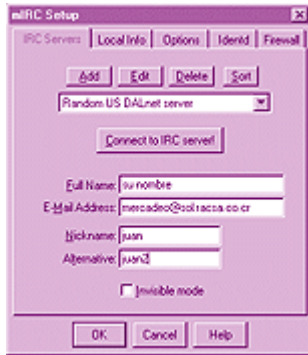 mIRC Setup
IRC Servers Local Info Options Identd Firewall
Add Edit Delete Sort
Random US DALnet server
Connect to IRC server!
Full Name: su nombre
E-Mail Address: mercadeo@sol.racsa.co.cr
Nickname: juan
Alternative: juan2
Invisible mode
OK Cancel Help